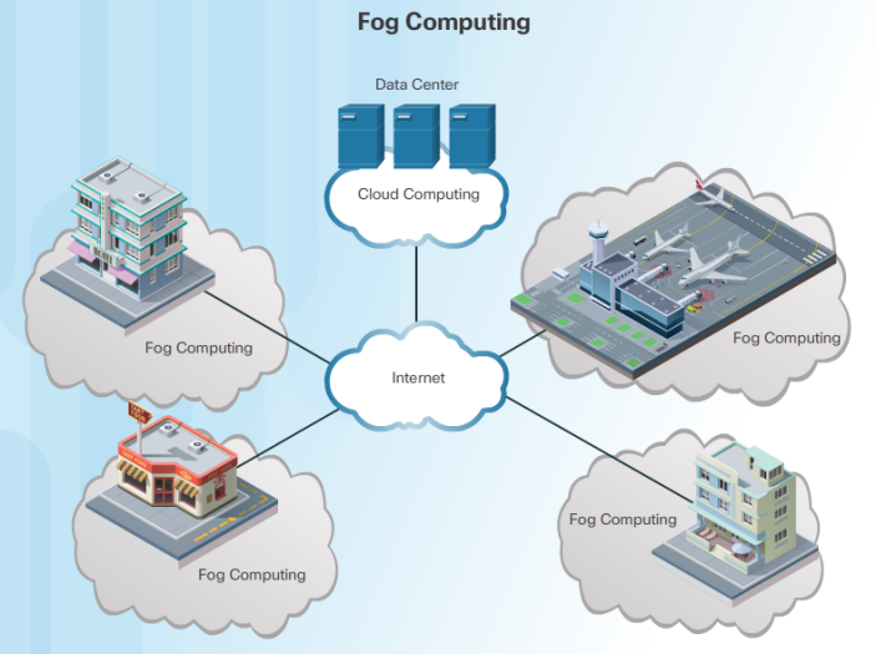 Fog Computing
Data Center
Cloud Computing
Fog Computing
Fog Computing
Internet
Fog Computing
Fog Computing